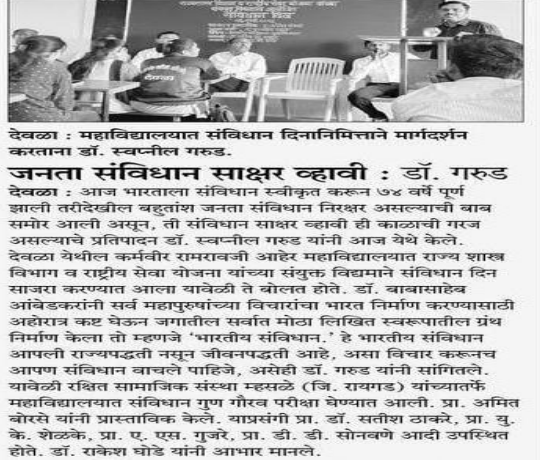 संविधान दिन
देवळा : महाविद्यालयात संविधान दिनानिमित्ताने मार्गदर्शन
करताना डॉ. स्वप्नील गरुड.
जनता संविधान साक्षर व्हावी : डॉ. गरुड
देवळा : आज भारताला संविधान स्वीकृत करून ७४ वर्षे पूर्ण
झाली तरीदेखील बहुतांश जनता संविधान निरक्षर असल्याची बाब
समोर आली असून, ती संविधान साक्षर व्हावी ही काळाची गरज
असल्याचे प्रतिपादन डॉ. स्वप्नील गरुड यांनी आज येथे केले.
देवळा येथील कर्मवीर रामरावजी आहेर महाविद्यालयात राज्य शास्त्र
विभाग व राष्ट्रीय सेवा योजना यांच्या संयुक्त विद्यमाने संविधान दिन
साजरा करण्यात आला यावेळी ते बोलत होते. डॉ. बाबासाहेब
आंबेडकरांनी सर्व महापुरुषांच्या विचारांचा भारत निर्माण करण्यासाठी
अहोरात्र कष्ट घेऊन जगातील सर्वात मोठा लिखित स्वरूपातील ग्रंथ
निर्माण केला तो म्हणजे ‘भारतीय संविधान.’ हे भारतीय संविधान
आपली राज्यपद्धती नसून जीवनपद्धती आहे, असा विचार करूनच
आपण संविधान वाचले पाहिजे, असेही डॉ. गरुड यांनी सांगितले.
यावेळी रक्षित सामाजिक संस्था म्हसळे (जि. रायगड) यांच्यातर्फे
महाविद्यालयात संविधान गुण गौरव परीक्षा घेण्यात आली. प्रा. अमित
बोरसे यांनी प्रास्ताविक केले. याप्रसंगी प्रा. डॉ. सतीश ठाकरे, प्रा. यु.
के. शेळके, प्रा. ए. एस. गुजरे, प्रा. डी. डी. सोनवणे आदी उपस्थित
होते. डॉ. राकेश घोडे यांनी आभार मानले.